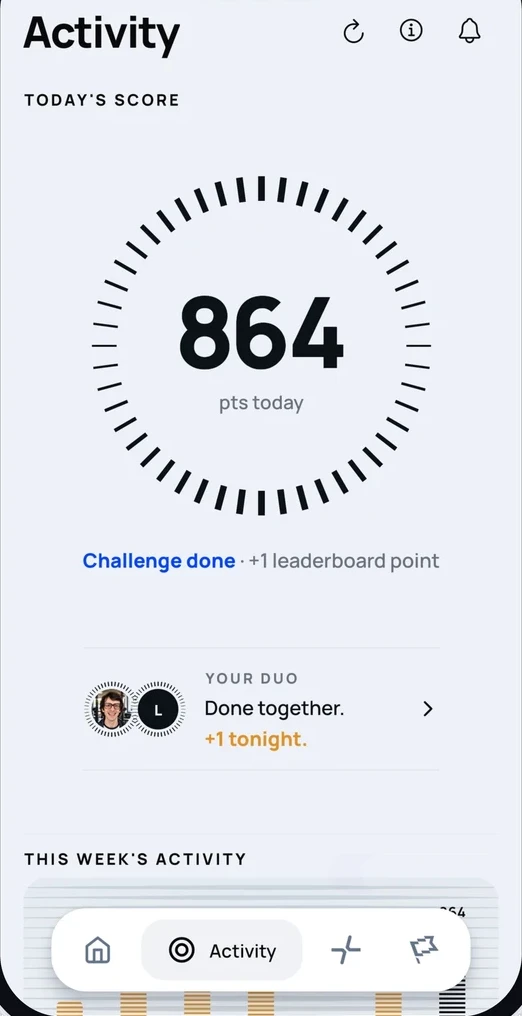 Activity
TODAY'S SCORE
864
pts today
Challenge done · +1 leaderboard point
YOUR DUO
L
Done together.
+1 tonight.
THIS WEEK'S ACTIVITY
Activity